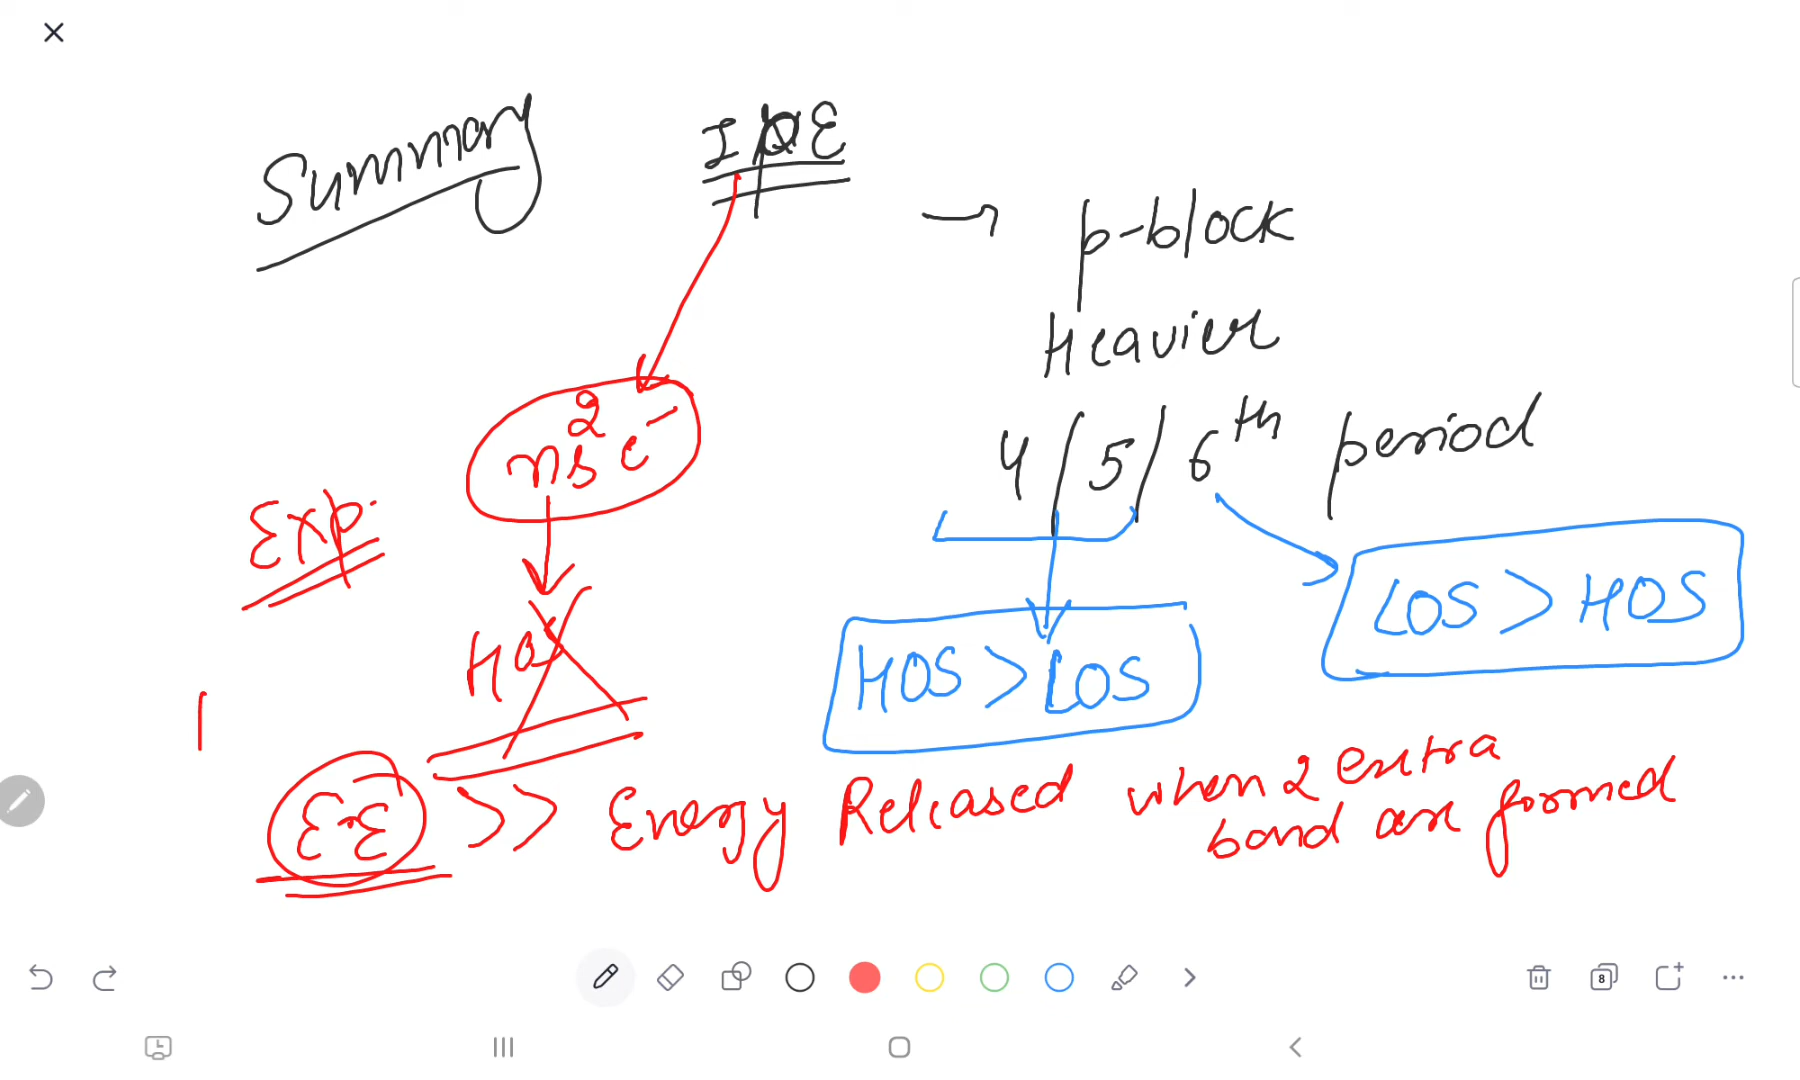 Summary
IPE
→ p-block
Heavier
4/5/6th period
ns² e⁻
Exp.
HOS
HOS > LOS
LOS > HOS
>> Energy Released when 2 extra
bond are formed
8